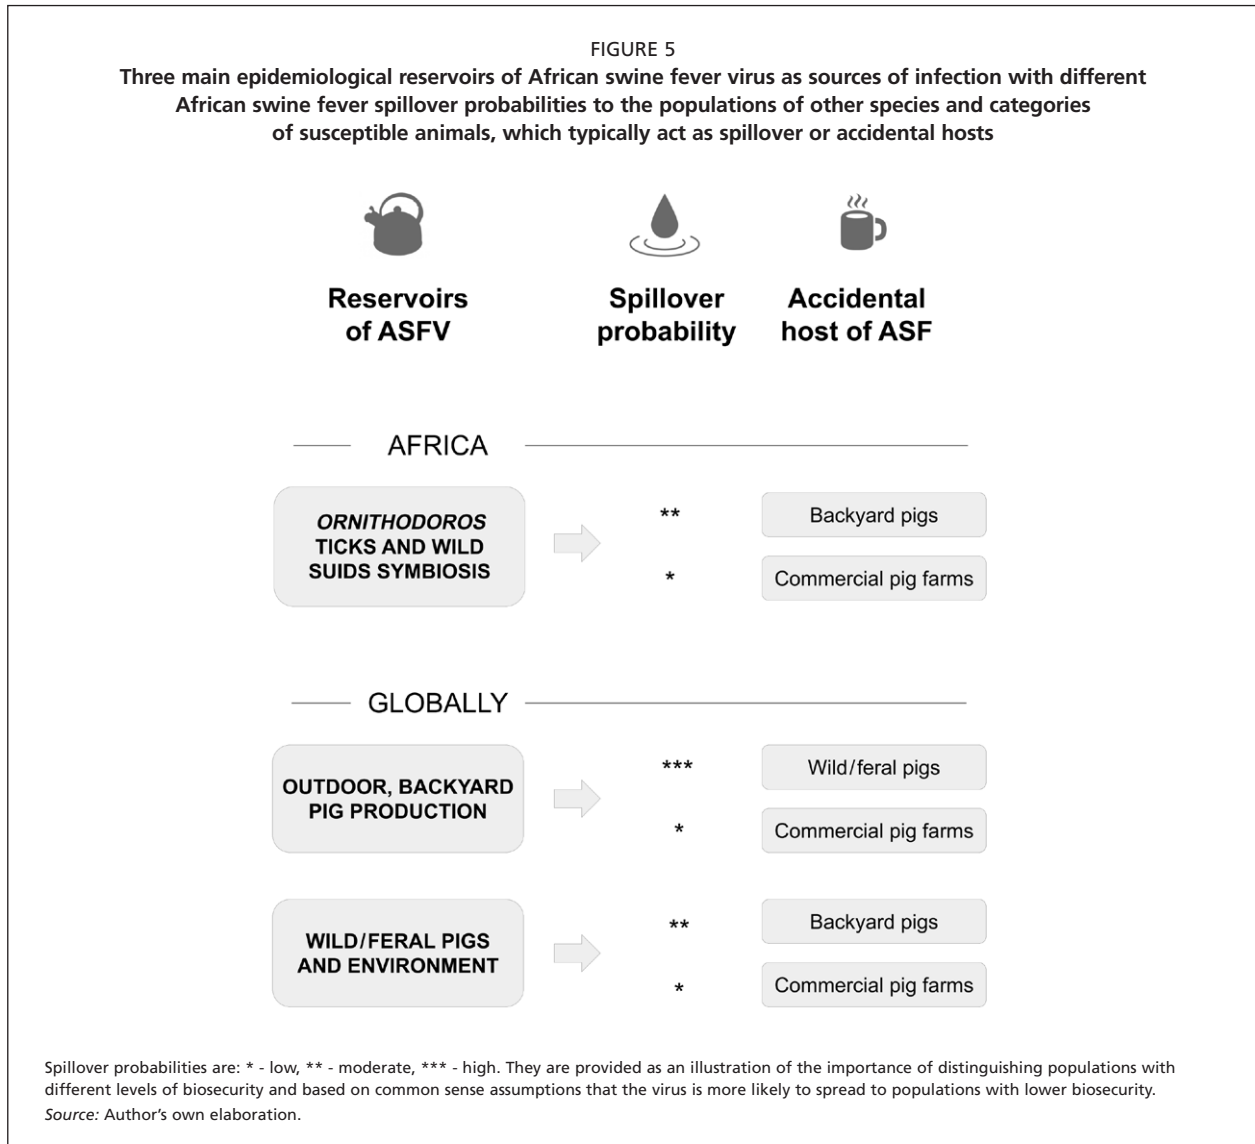 FIGURE 5
Three main epidemiological reservoirs of African swine fever virus as sources of infection with different
African swine fever spillover probabilities to the populations of other species and categories
of susceptible animals, which typically act as spillover or accidental hosts
Reservoirs
of ASFV
Spillover
probability
Accidental
host of ASF
AFRICA
ORNITHODOROS
TICKS AND WILD
SUIDS SYMBIOSIS
**
Backyard pigs
*
Commercial pig farms
GLOBALLY
OUTDOOR, BACKYARD
PIG PRODUCTION
***
Wild/feral pigs
*
Commercial pig farms
WILD/FERAL PIGS
AND ENVIRONMENT
**
Backyard pigs
*
Commercial pig farms
Spillover probabilities are: * - low, ** - moderate, *** - high. They are provided as an illustration of the importance of distinguishing populations with
different levels of biosecurity and based on common sense assumptions that the virus is more likely to spread to populations with lower biosecurity.
Source: Author's own elaboration.